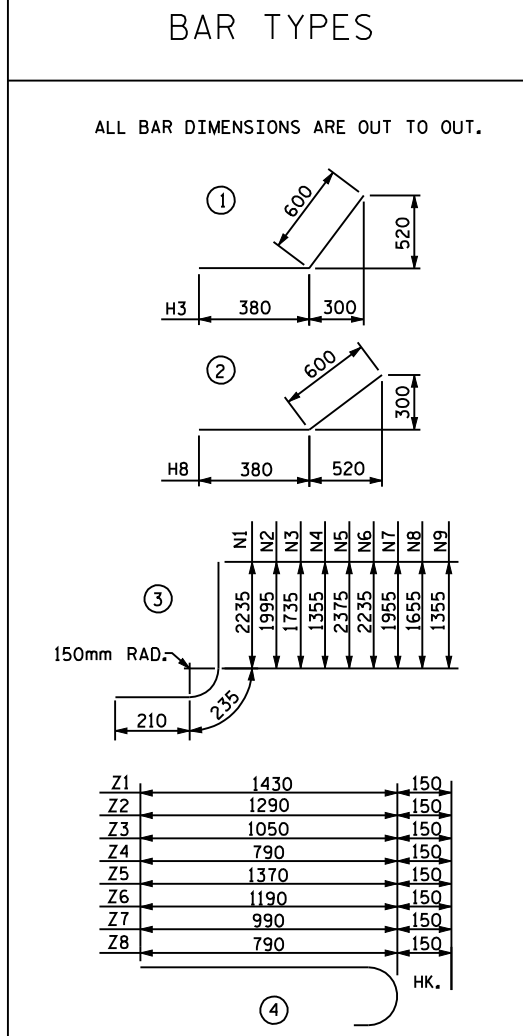 BAR TYPES
ALL BAR DIMENSIONS ARE OUT TO OUT.
1
600
520
H3 380 300
2
600
300
H8 380 520
3
N1 N2 N3 N4 N5 N6 N7 N8 N9
2235 1995 1735 1355 2375 2235 1955 1655 1355
150mm RAD.
210 235
Z1 1430 150
Z2 1290 150
Z3 1050 150
Z4 790 150
Z5 1370 150
Z6 1190 150
Z7 990 150
Z8 790 150
HK.
4